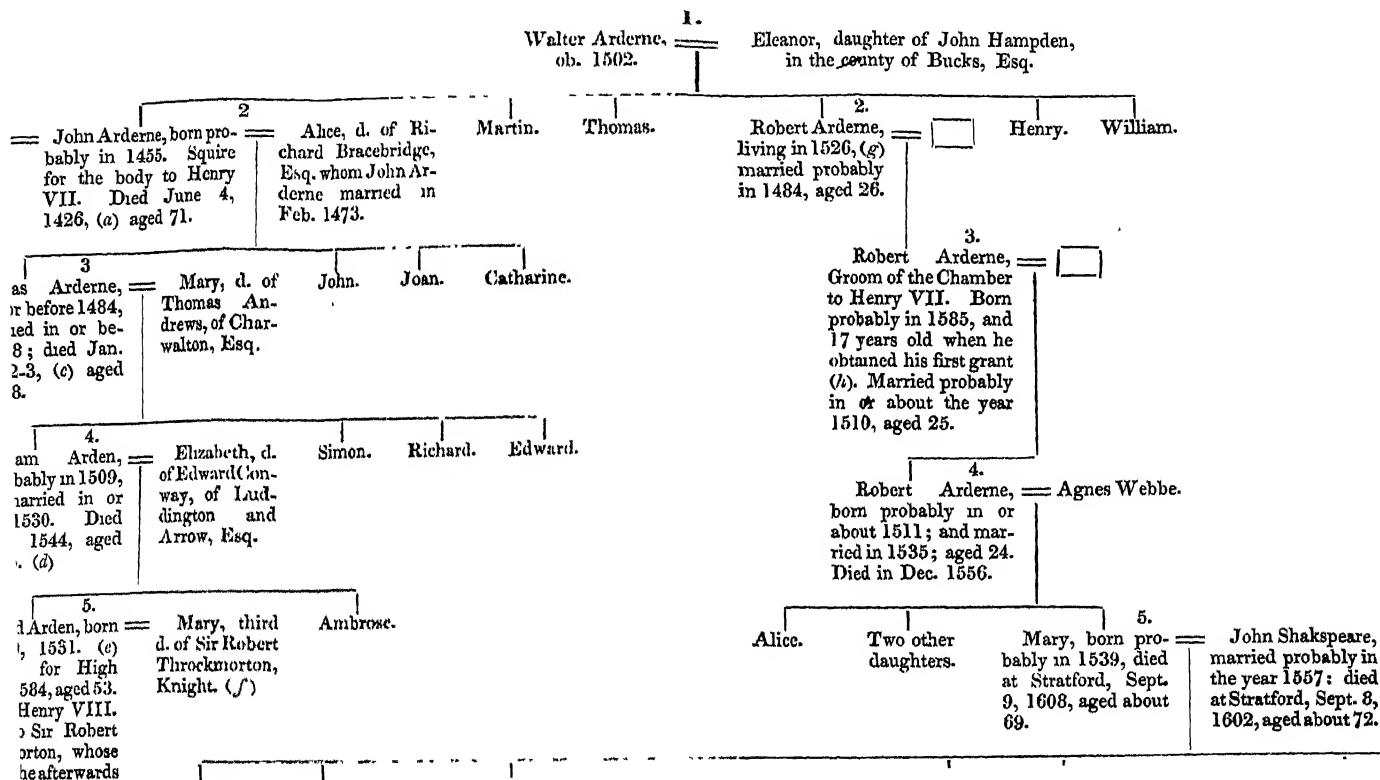 1.
Walter Arderne,
ob. 1502.
Eleanor, daughter of John Hampden,
in the county of Bucks, Esq.
2
John Arderne, born pro-
bably in 1455. Squire
for the body to Henry
VII. Died June 4,
1426, (a) aged 71.
Alice, d. of Ri-
chard Bracebridge,
Esq. whom John Ar-
derne married in
Feb. 1473.
Martin.
Thomas.
2.
Robert Arderne,
living in 1526, (g)
married probably
in 1484, aged 26.
Henry.
William.
3
as Arderne,
or before 1484,
ied in or be-
8; died Jan.
2-3, (c) aged
8.
Mary, d. of
Thomas An-
drews, of Char-
walton, Esq.
John.
Joan.
Catharine.
3.
Robert Arderne,
Groom of the Chamber
to Henry VII. Born
probably in 1585, and
17 years old when he
obtained his first grant
(h). Married probably
in or about the year
1510, aged 25.
4.
am Arden,
bably in 1509,
arried in or
1530. Died
1544, aged
. (d)
Elizabeth, d.
of Edward Con-
way, of Lud-
dington and
Arrow, Esq.
Simon.
Richard.
Edward.
4.
Robert Arderne,
born probably in or
about 1511; and mar-
ried in 1535; aged 24.
Died in Dec. 1556.
Agnes Webbe.
5.
d Arden, born
, 1531. (e)
for High
584, aged 53.
Henry VIII.
o Sir Robert
orton, whose
he afterwards
Mary, third
d. of Sir Robert
Throckmorton,
Knight. (f)
Ambrose.
Alice.
Two other
daughters.
5.
Mary, born pro-
bably in 1539, died
at Stratford, Sept.
9, 1608, aged about
69.
John Shakspeare,
married probably in
the year 1557: died
at Stratford, Sept. 8,
1602, aged about 72.